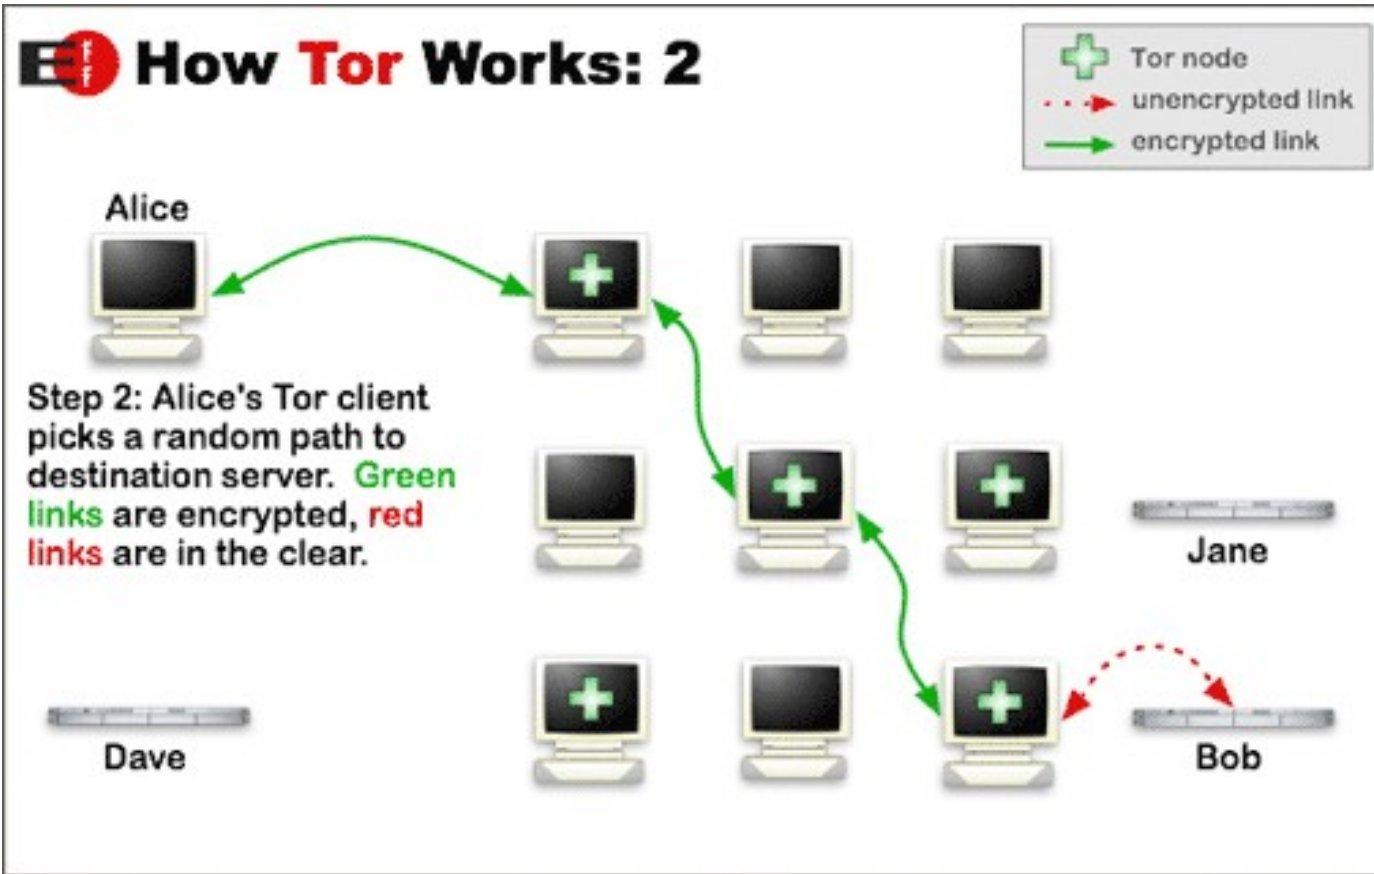 EFF How Tor Works: 2
Tor node
unencrypted link
encrypted link
Alice
Step 2: Alice's Tor client
picks a random path to
destination server. Green
links are encrypted, red
links are in the clear.
Jane
Dave
Bob